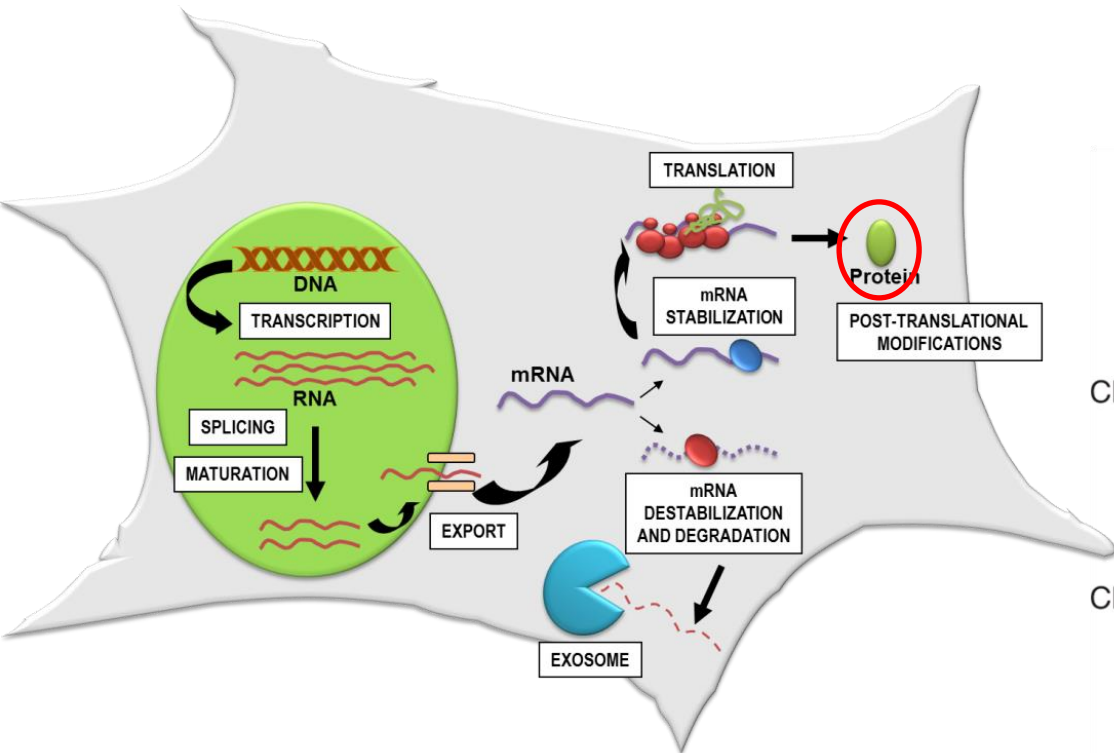 TRANSLATION
DNA
TRANSCRIPTION
RNA
SPLICING
MATURATION
EXPORT
mRNA
mRNA
STABILIZATION
Protein
POST-TRANSLATIONAL
MODIFICATIONS
mRNA
DESTABILIZATION
AND DEGRADATION
EXOSOME